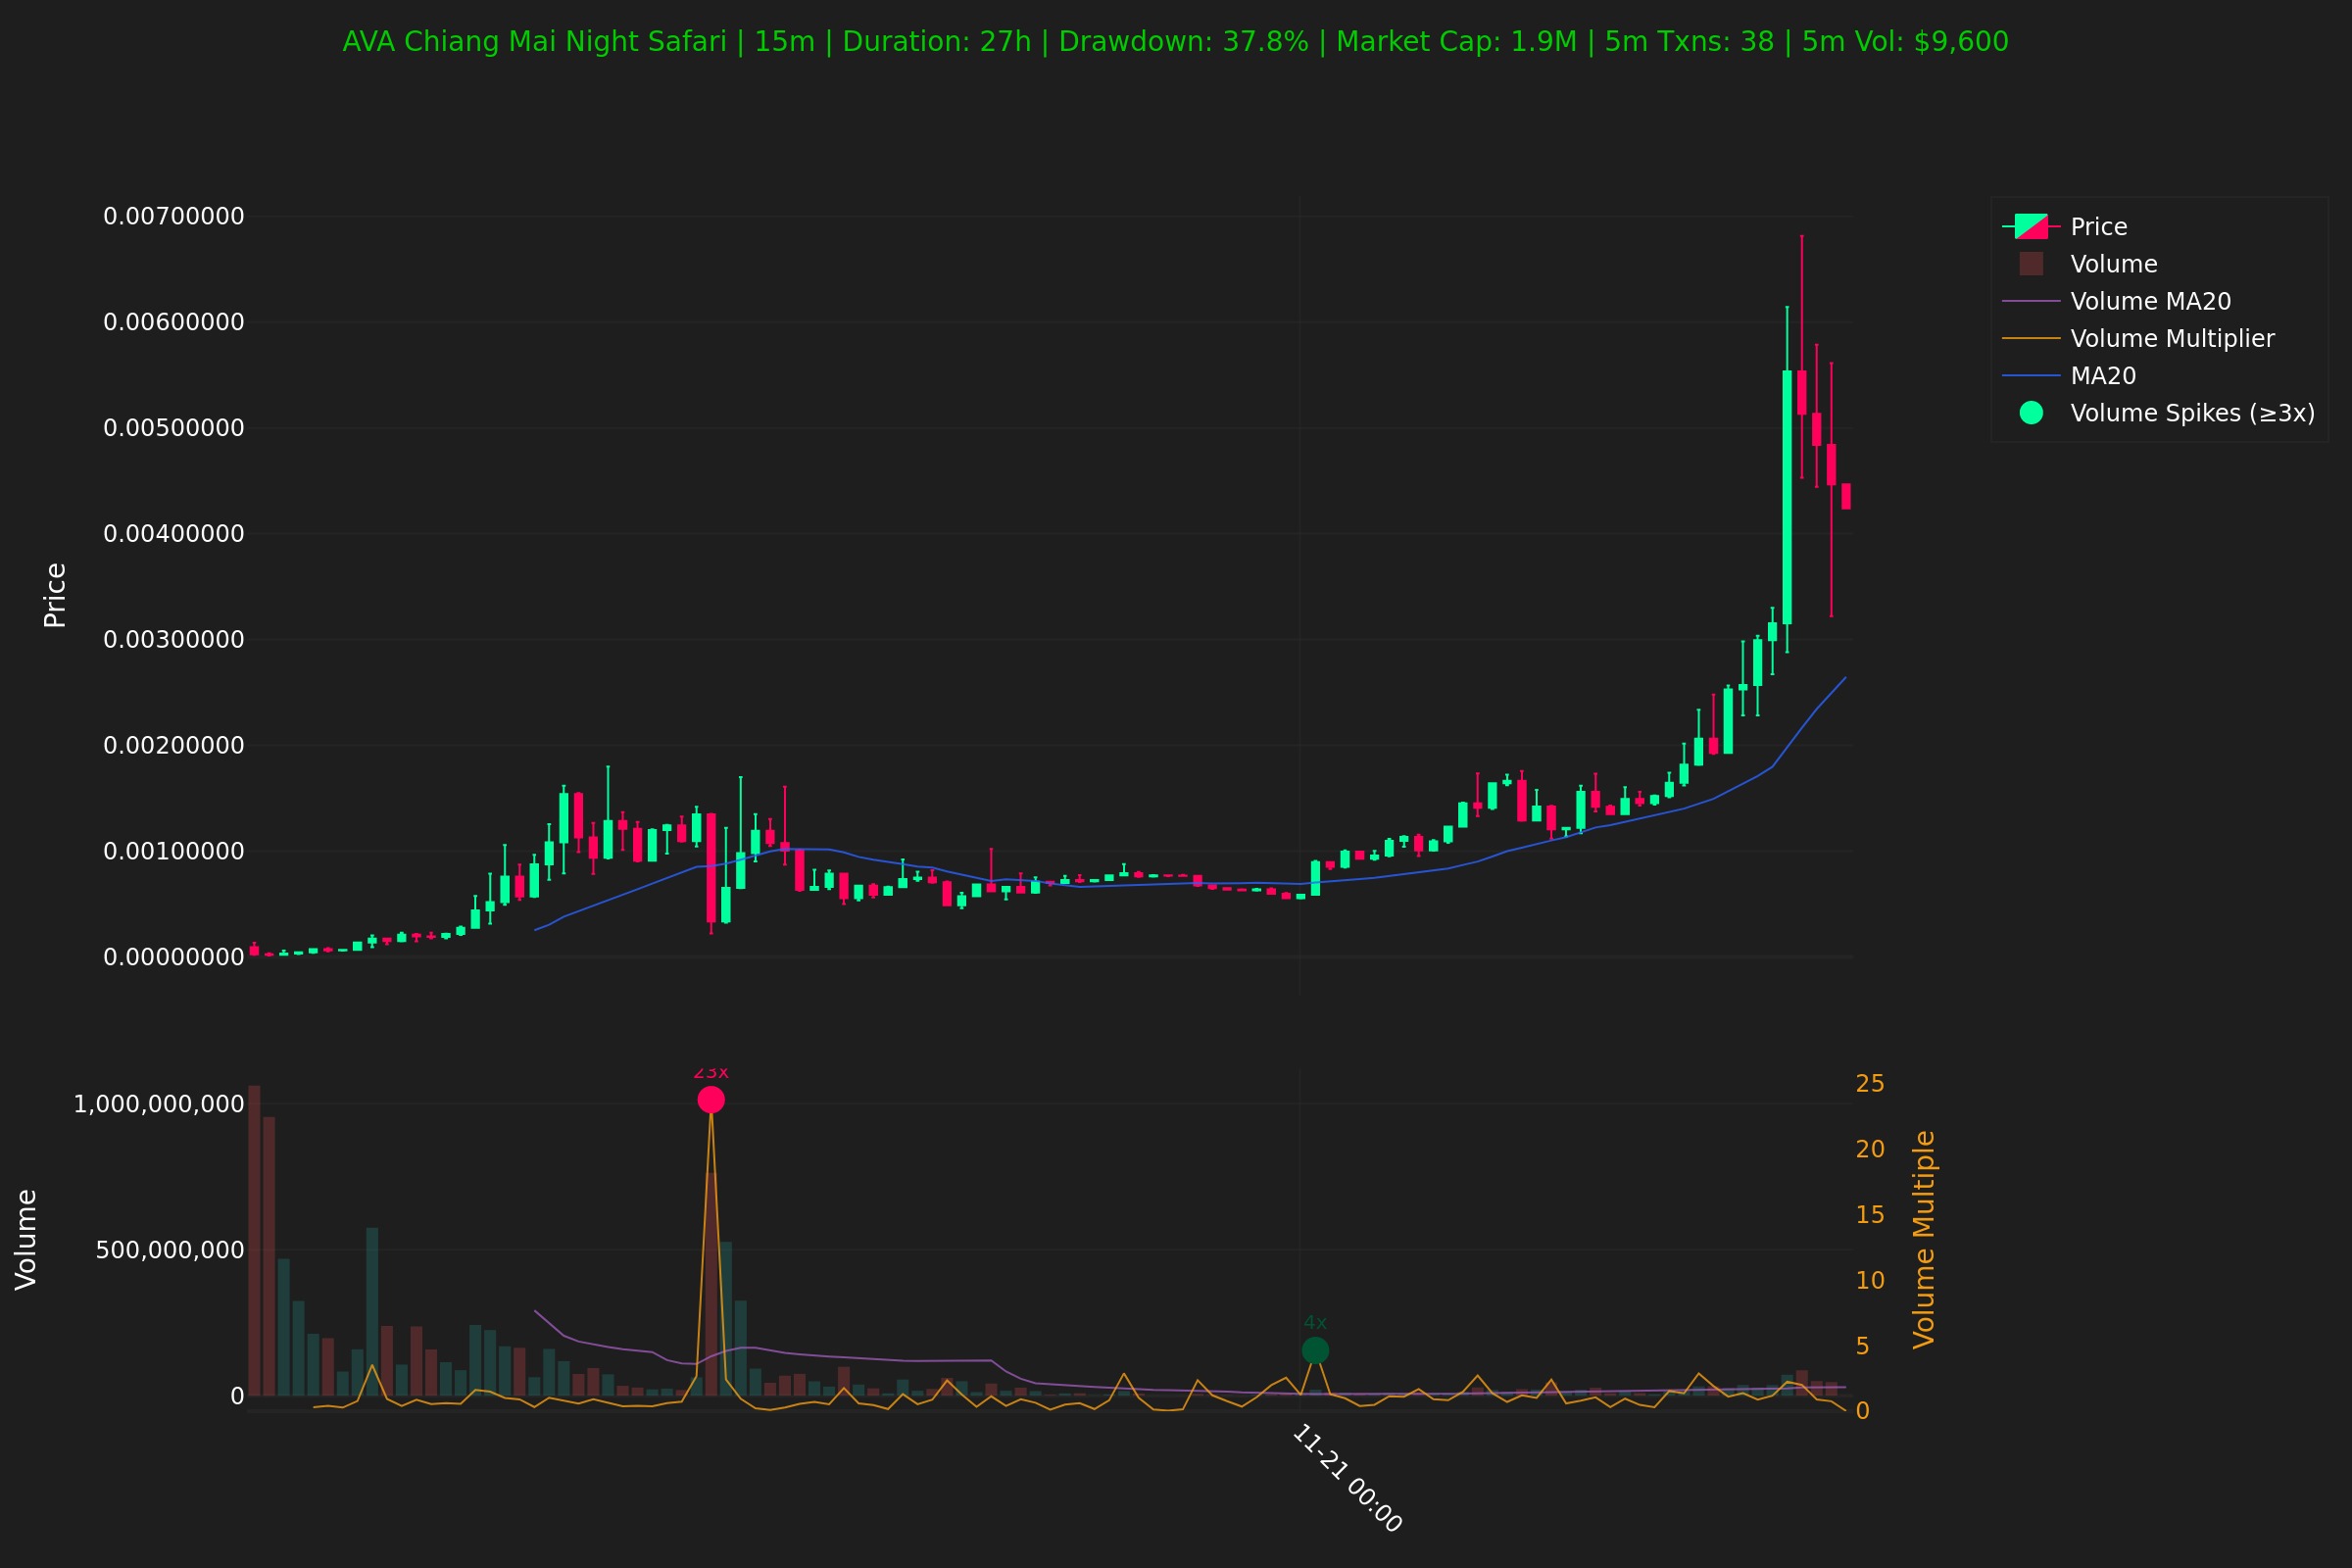 AVA Chiang Mai Night Safari | 15m | Duration: 27h | Drawdown: 37.8% | Market Cap: 1.9M | 5m Txns: 38 | 5m Vol: $9,600
0.00700000
0.00600000
0.00500000
0.00400000
0.00300000
0.00200000
0.00100000
0.00000000
Price
Price
Volume
Volume MA20
Volume Multiplier
MA20
Volume Spikes (≥3x)
23x
4x
1,000,000,000
500,000,000
0
Volume
25
20
15
10
5
0
Volume Multiple
11-21 00:00